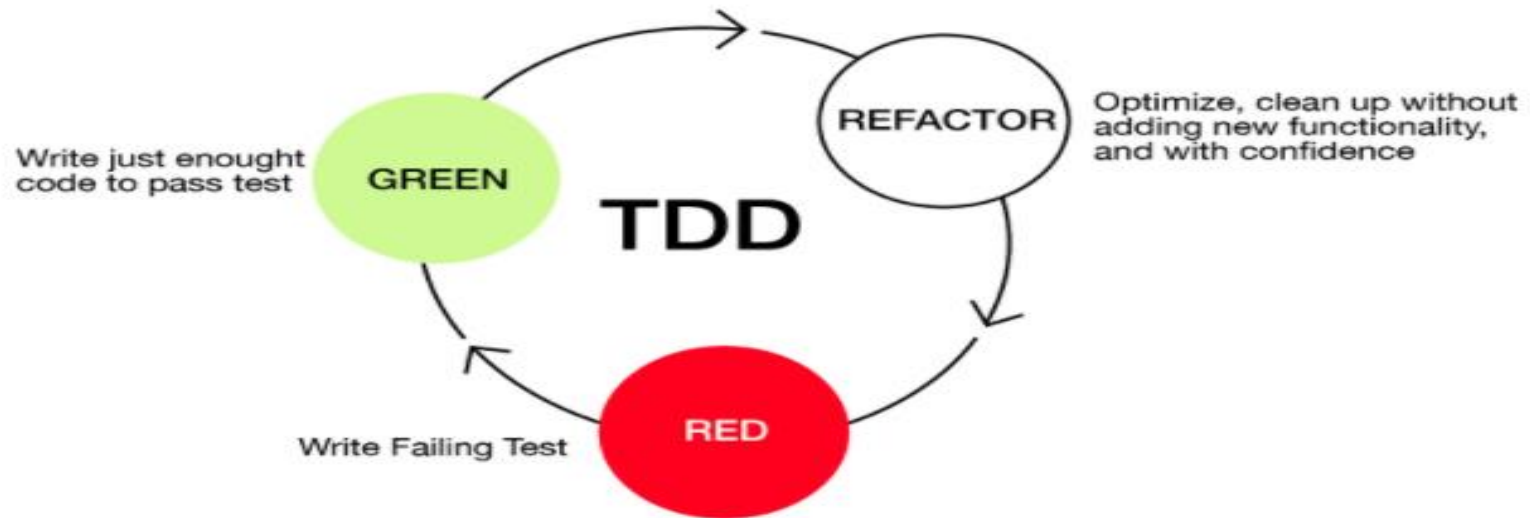 REFACTOR
Optimize, clean up without
adding new functionality,
and with confidence
Write just enought
code to pass test
GREEN
TDD
RED
Write Failing Test